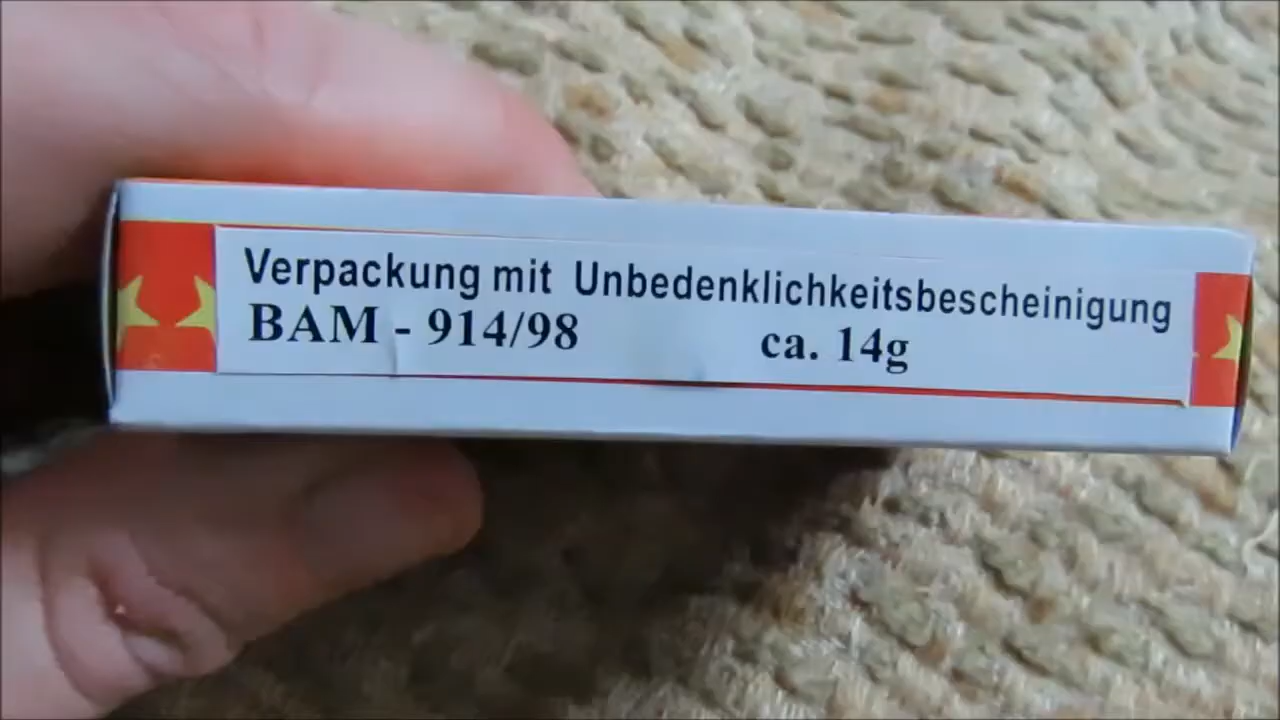 Verpackung mit Unbedenklichkeitsbescheinigung
BAM - 914/98 ca. 14g